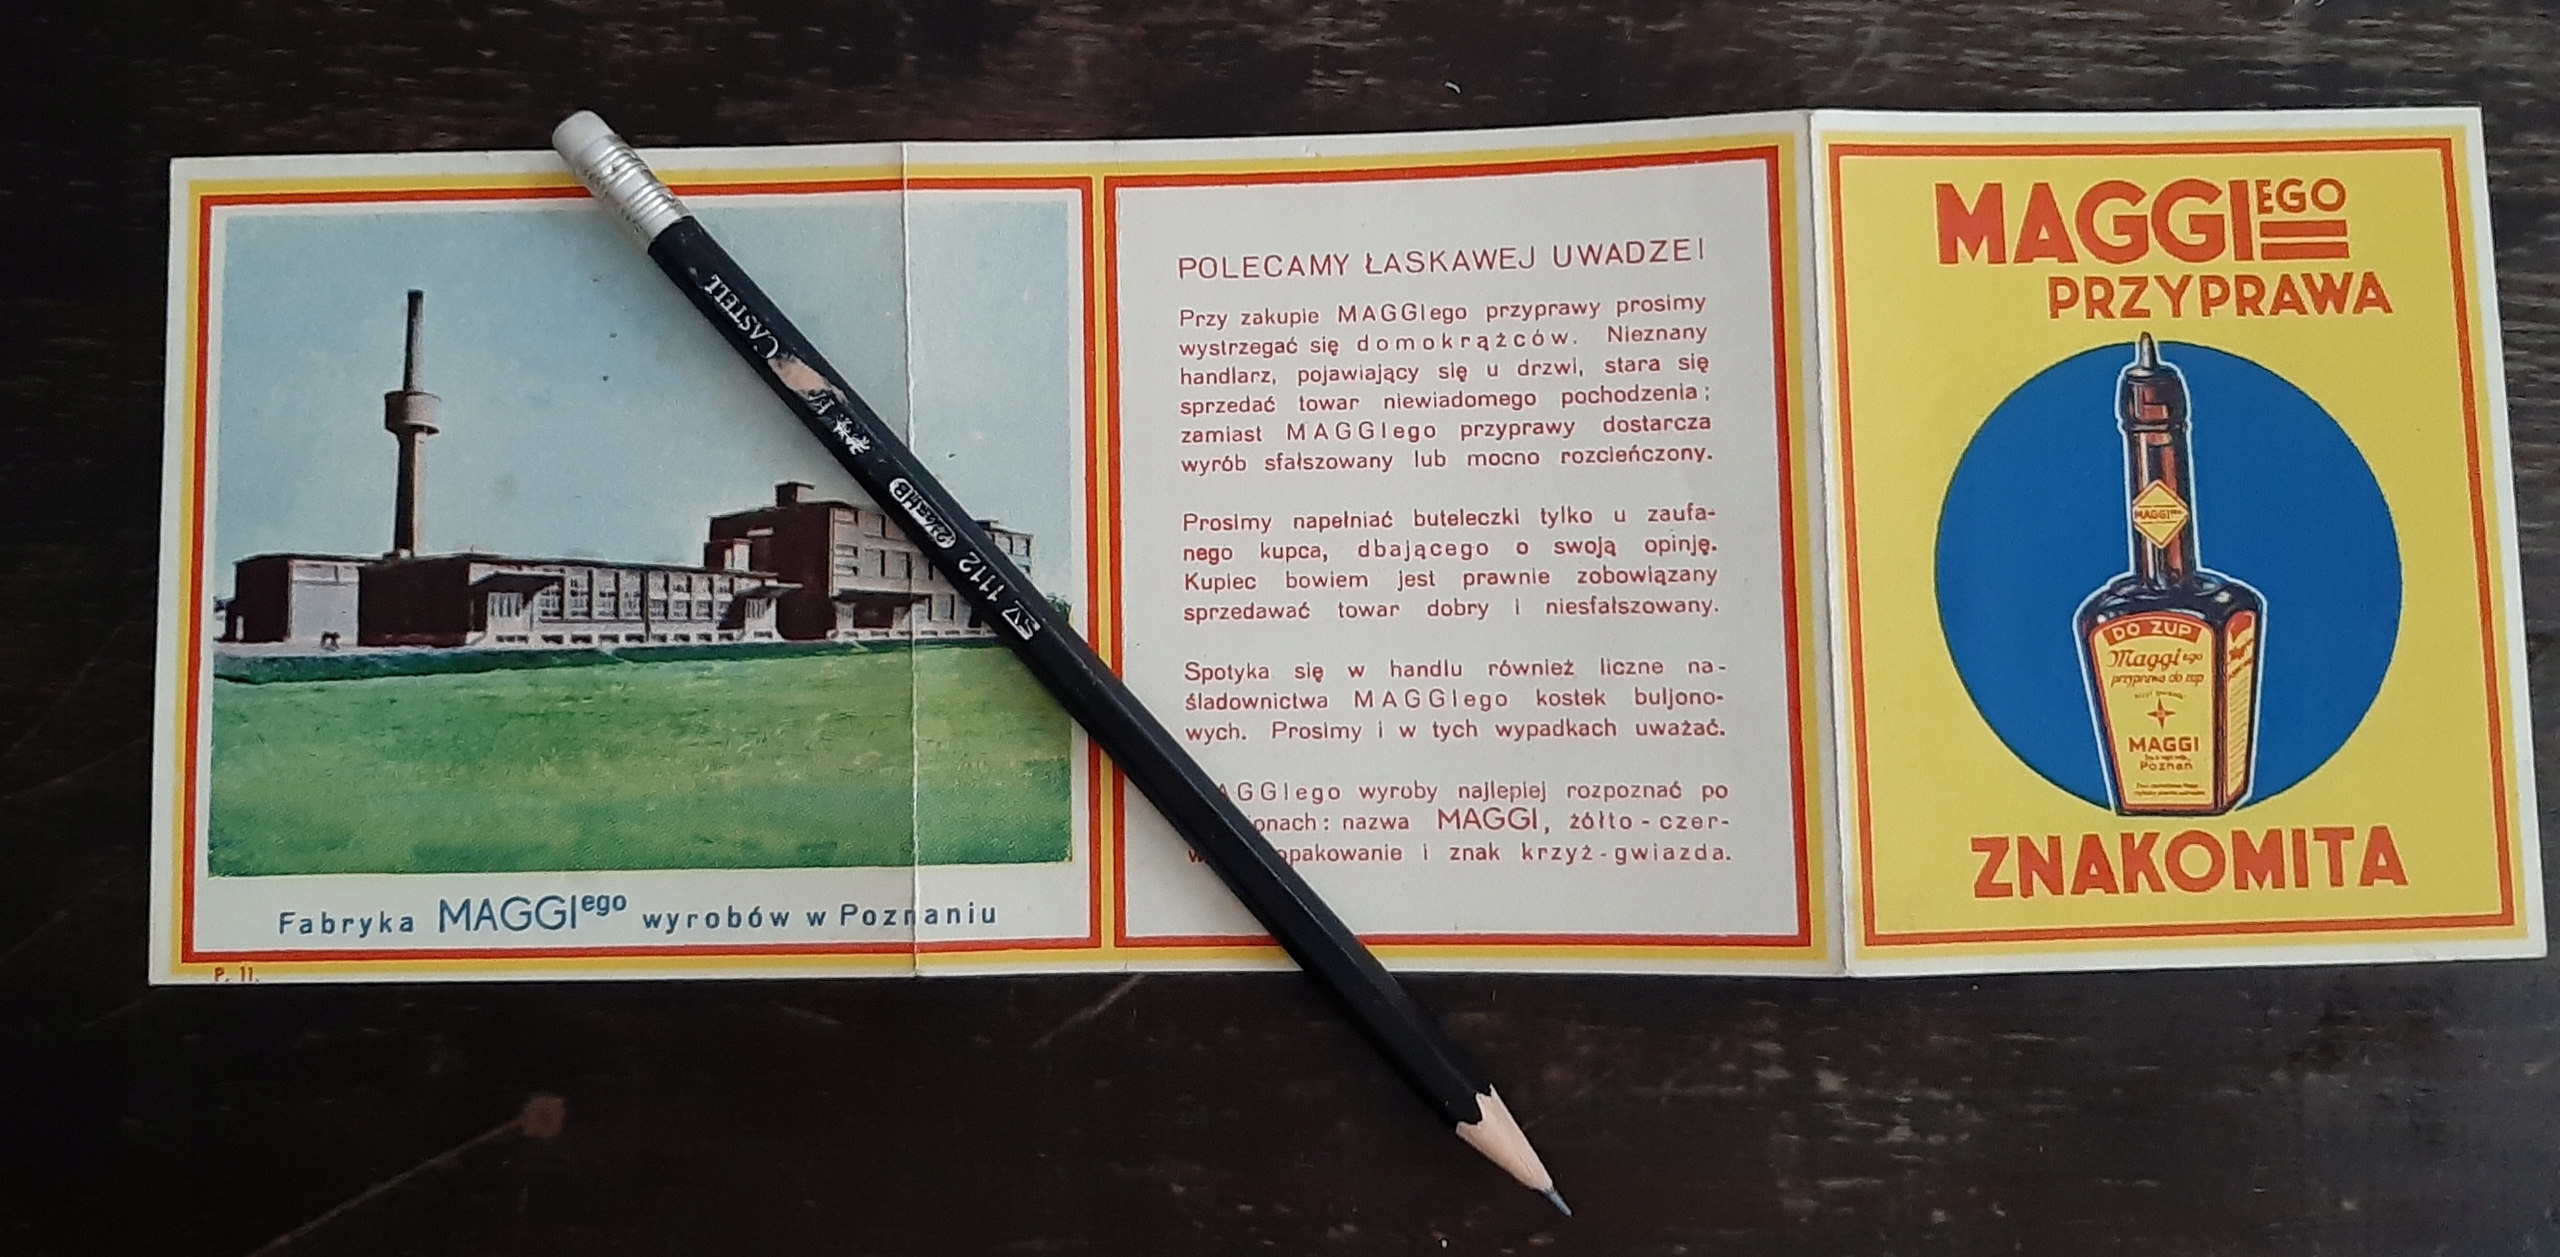 Fabryka MAGGIego wyrobów w Poznaniu
P. 11.
CASTELL
HB
SV 1112
POLECAMY ŁASKAWEJ UWADZE!
Przy zakupie MAGGIego przyprawy prosimy
wystrzegać się domokrążców. Nieznany
handlarz, pojawiający się u drzwi, stara się
sprzedać towar niewiadomego pochodzenia;
zamiast MAGGIego przyprawy dostarcza
wyrób sfałszowany lub mocno rozcieńczony.
Prosimy napełniać buteleczki tylko u zaufa-
nego kupca, dbającego o swoją opinję.
Kupiec bowiem jest prawnie zobowiązany
sprzedawać towar dobry i niesfałszowany.
Spotyka się w handlu również liczne na-
śladownictwa MAGGIego kostek buljono-
wych. Prosimy i w tych wypadkach uważać.
AGGIego wyroby najlepiej rozpoznać po
onach: nazwa MAGGI, żółto-czer-
opakowanie i znak krzyż-gwiazda.
MAGGIEGO
PRZYPRAWA
MAGGI
DO ZUP
Maggiego
przyprawa do zup
MAGGI
Poznań
ZNAKOMITA